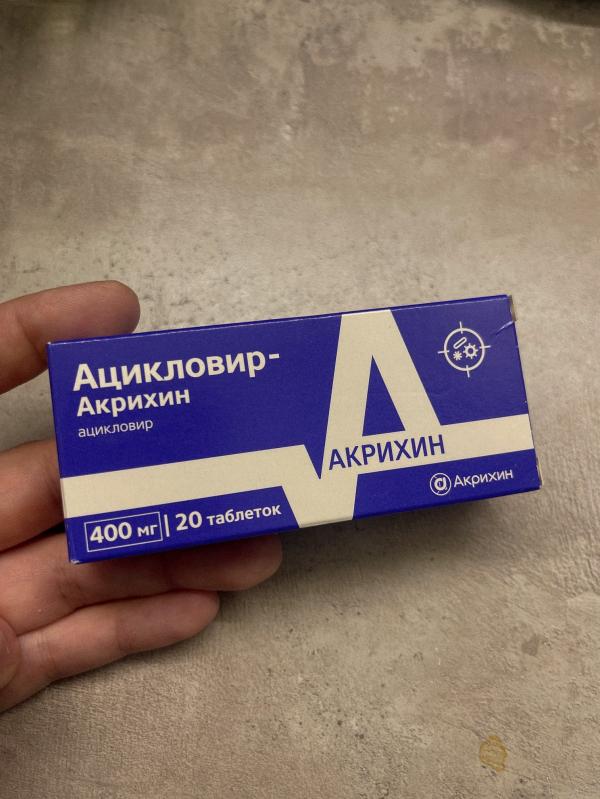 Ацикловир-
Акрихин
ацикловир
АКРИХИН
Акрихин
400 мг | 20 таблеток